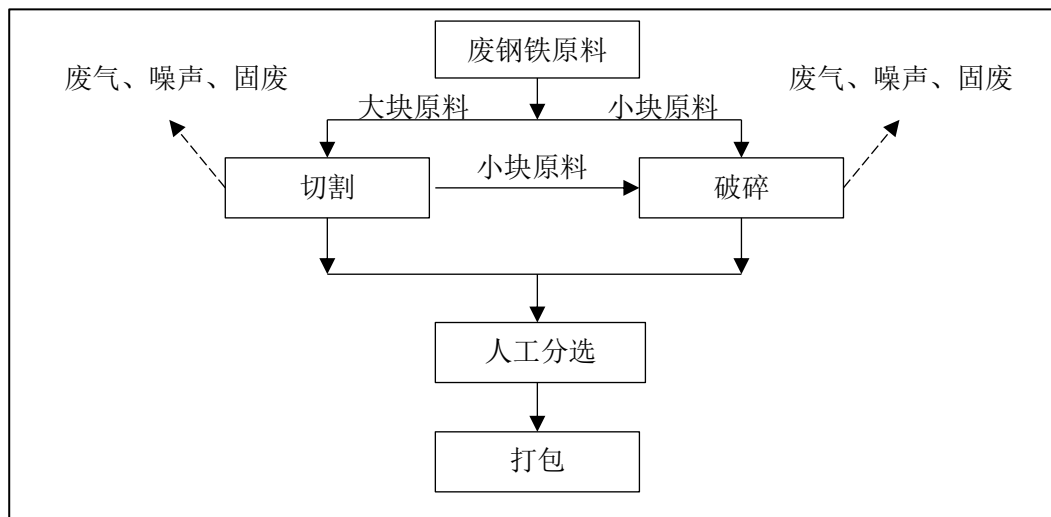 废钢铁原料
废气、噪声、固废
废气、噪声、固废
大块原料
小块原料
切割
小块原料
破碎
人工分选
打包